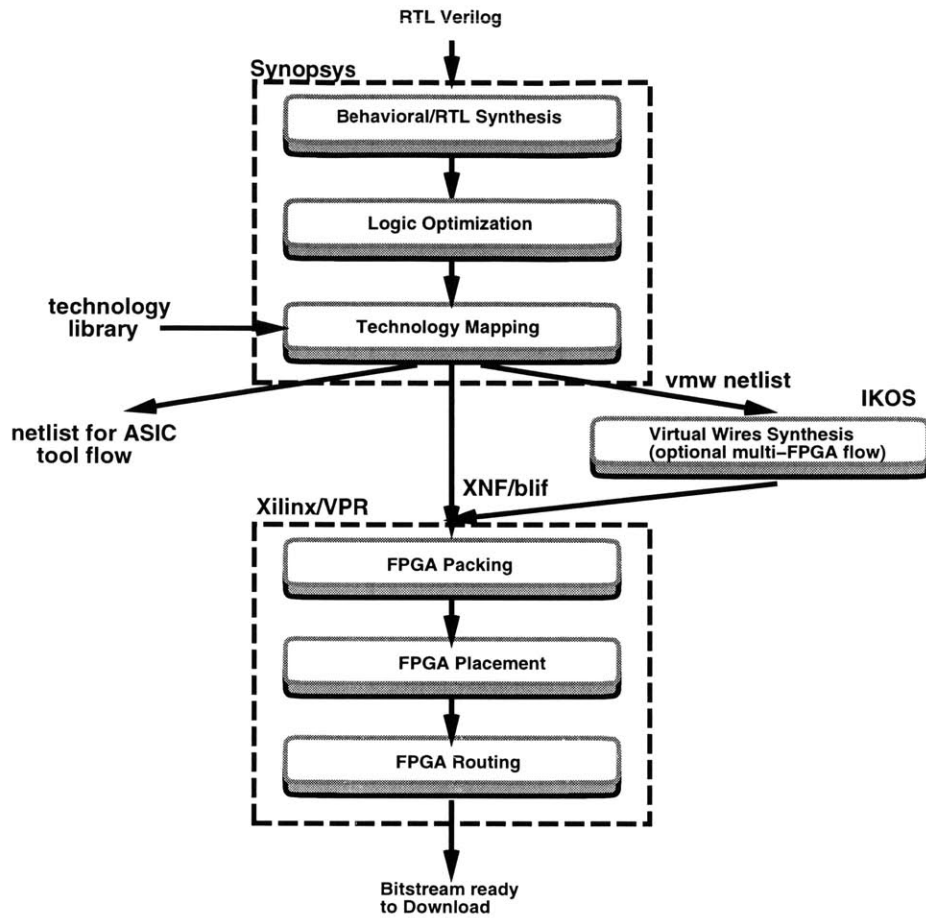 RTL Verilog
Synopsys
Behavioral/RTL Synthesis
Logic Optimization
technology
library
Technology Mapping
vmw netlist
IKOS
netlist for ASIC
tool flow
Virtual Wires Synthesis
(optional multi–FPGA flow)
XNF/blif
Xilinx/VPR
FPGA Packing
FPGA Placement
FPGA Routing
Bitstream ready
to Download